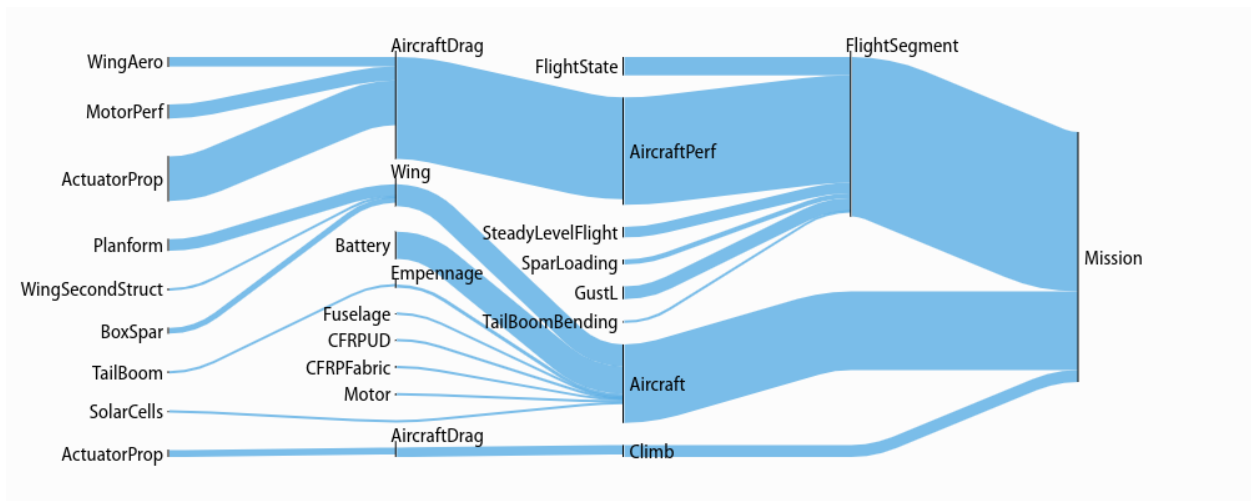 WingAero
MotorPerf
ActuatorProp
Planform
WingSecondStruct
BoxSpar
TailBoom
SolarCells
ActuatorProp
AircraftDrag
Wing
Battery
Empennage
Fuselage
CFRPUD
CFRPFabric
Motor
AircraftDrag
FlightState
AircraftPerf
SteadyLevelFlight
SparLoading
GustL
TailBoomBending
Aircraft
Climb
FlightSegment
Mission